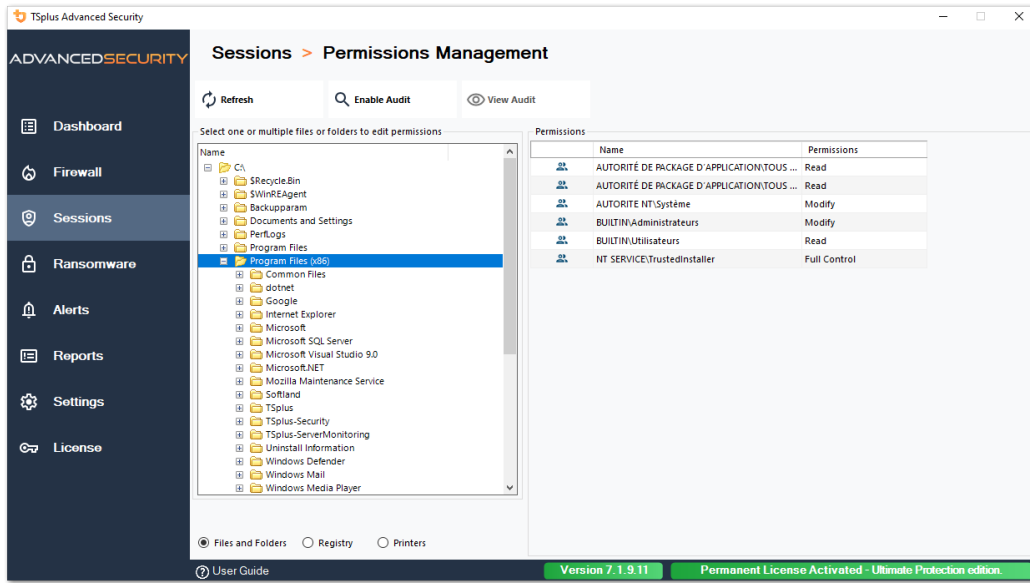 TSplus Advanced Security
ADVANCEDSECURITY
Dashboard
Firewall
Sessions
Ransomware
Alerts
Reports
Settings
License
Sessions > Permissions Management
Refresh
Enable Audit
View Audit
Select one or multiple files or folders to edit permissions
Name
C:\
$Recycle.Bin
$WinREAgent
Backupparam
Documents and Settings
PerfLogs
Program Files
Program Files (x86)
Common Files
dotnet
Google
Internet Explorer
Microsoft
Microsoft SQL Server
Microsoft Visual Studio 9.0
Microsoft.NET
Mozilla Maintenance Service
Softland
TSplus
TSplus-Security
TSplus-ServerMonitoring
Uninstall Information
Windows Defender
Windows Mail
Windows Media Player
Files and Folders
Registry
Printers
Permissions
Name Permissions
AUTORITÉ DE PACKAGE D'APPLICATION\TOUS ... Read
AUTORITÉ DE PACKAGE D'APPLICATION\TOUS ... Read
AUTORITE NT\Système Modify
BUILTIN\Administrateurs Modify
BUILTIN\Utilisateurs Read
NT SERVICE\TrustedInstaller Full Control
User Guide
Version 7.1.9.11
Permanent License Activated - Ultimate Protection edition.